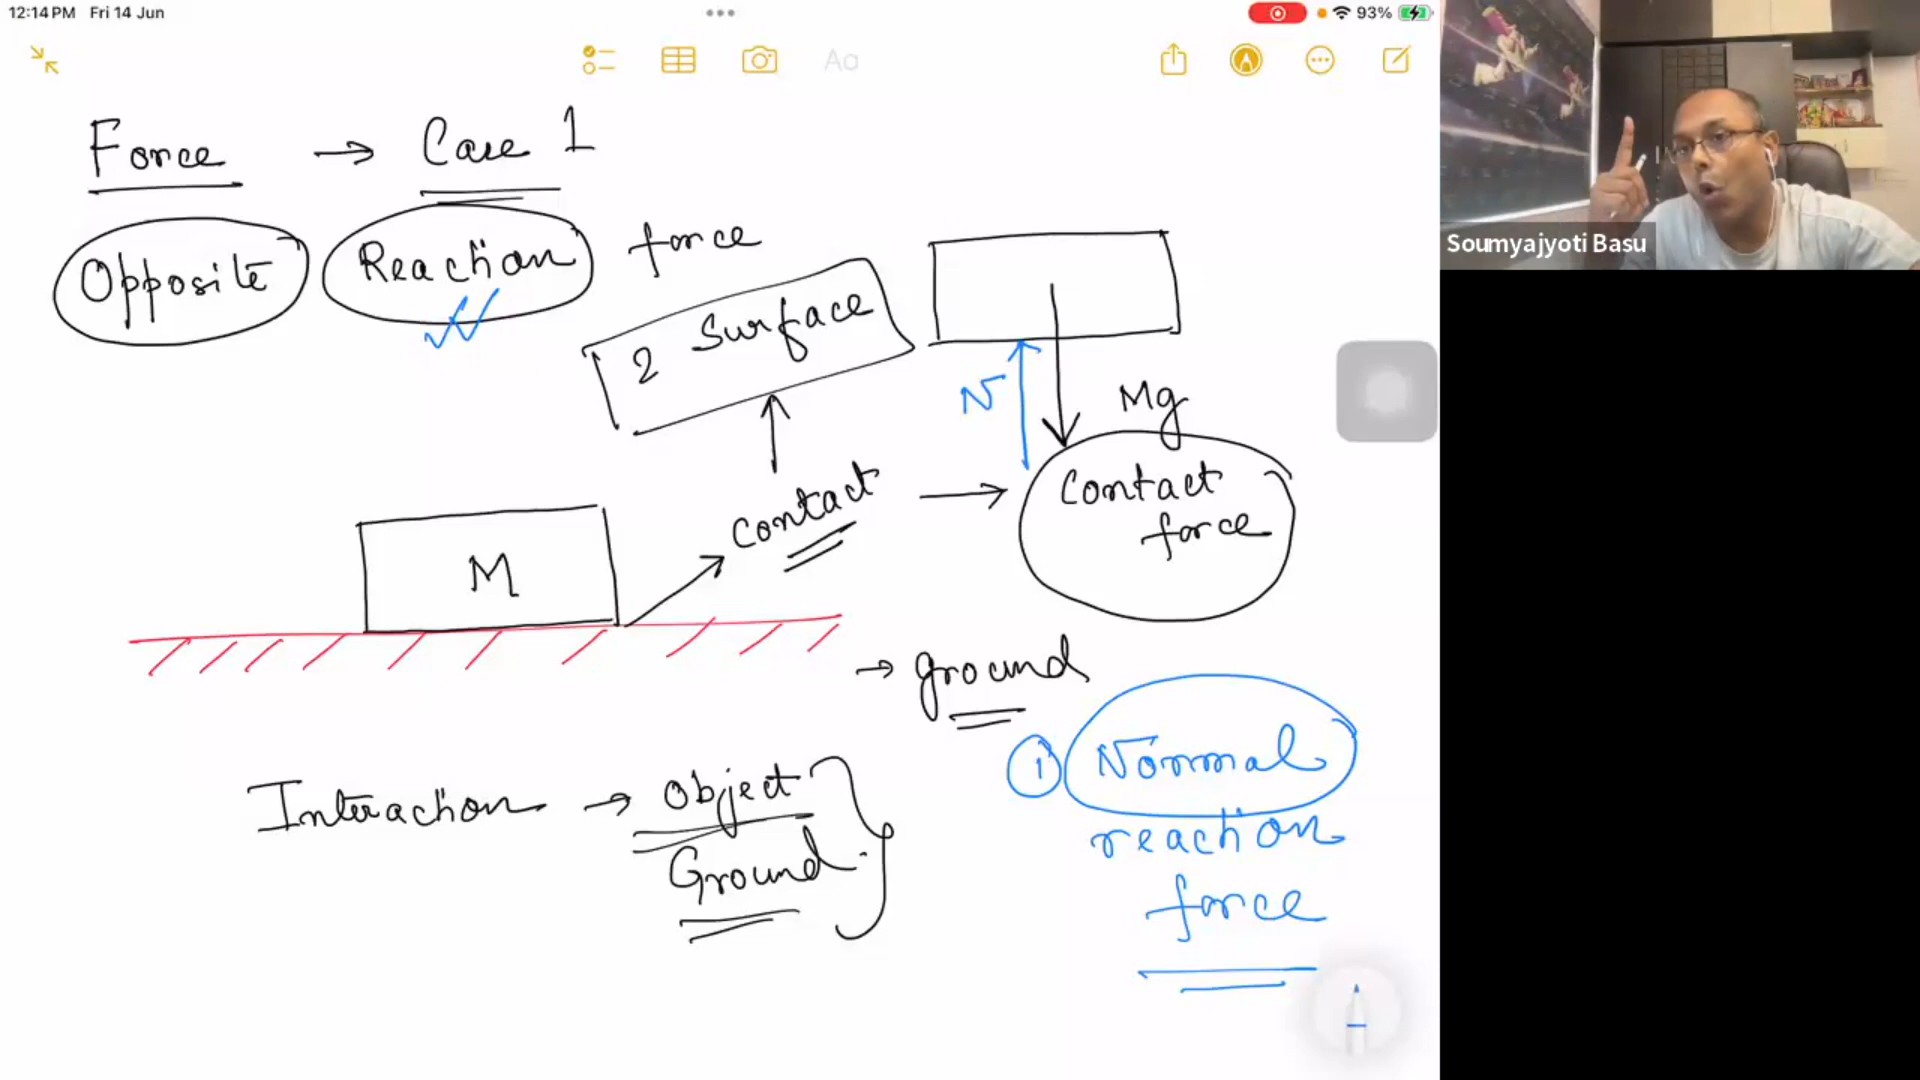 12:14 PM Fri 14 Jun
93%
Aa
Force → Case 1
Opposite Reaction force
2 Surface
N
Mg
Contact → Contact
force
M
→ ground
Interaction → Object
Ground
1 Normal
reaction
force
Soumyajyoti Basu